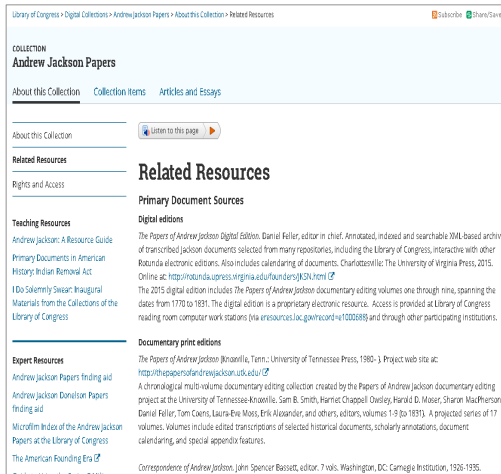 Library of Congress > Digital Collections > Andrew Jackson Papers > About this Collection > Related Resources
Subscribe Share/Save
COLLECTION
Andrew Jackson Papers
About this Collection Collection Items Articles and Essays
About this Collection
Related Resources
Rights and Access
Teaching Resources
Andrew Jackson: A Resource Guide
Primary Documents in American
History: Indian Removal Act
I Do Solemnly Swear: Inaugural
Materials from the Collections of the
Library of Congress
Expert Resources
Andrew Jackson Papers finding aid
Andrew Jackson Donelson Papers
finding aid
Microfilm Index of the Andrew Jackson
Papers at the Library of Congress
The American Founding Era
Listen to this page
Related Resources
Primary Document Sources
Digital editions
The Papers of Andrew Jackson Digital Edition. Daniel Feller, editor in chief. Annotated, indexed and searchable XML-based archiv
of transcribed Jackson documents selected from many repositories, including the Library of Congress, interactive with other
Rotunda electronic editions. Also includes calendaring of documents. Charlottesville: The University of Virginia Press, 2015.
Online at: http://rotunda.upress.virginia.edu/founders/JKSN.html
The 2015 digital edition includes The Papers of Andrew Jackson documentary editing volumes one through nine, spanning the
dates from 1770 to 1831. The digital edition is a proprietary electronic resource. Access is provided at Library of Congress
reading room computer work stations (via eresources.loc.gov/record=e1000688) and through other participating institutions.
Documentary print editions
The Papers of Andrew Jackson (Knoxville, Tenn.: University of Tennessee Press, 1980- ). Project web site at:
http://thepapersofandrewjackson.utk.edu/
A chronological multi-volume documentary editing collection created by the Papers of Andrew Jackson documentary editing
project at the University of Tennessee-Knoxville. Sam B. Smith, Harriet Chappell Owsley, Harold D. Moser, Sharon MacPherson
Daniel Feller, Tom Coens, Laura-Eve Moss, Erik Alexander, and others, editors, volumes 1-9 (to 1831). A projected series of 17
volumes. Volumes include edited transcriptions of selected historical documents, scholarly annotations, document
calendaring, and special appendix features.
Correspondence of Andrew Jackson. John Spencer Bassett, editor. 7 vols. Washington, DC: Carnegie Institution, 1926-1935.